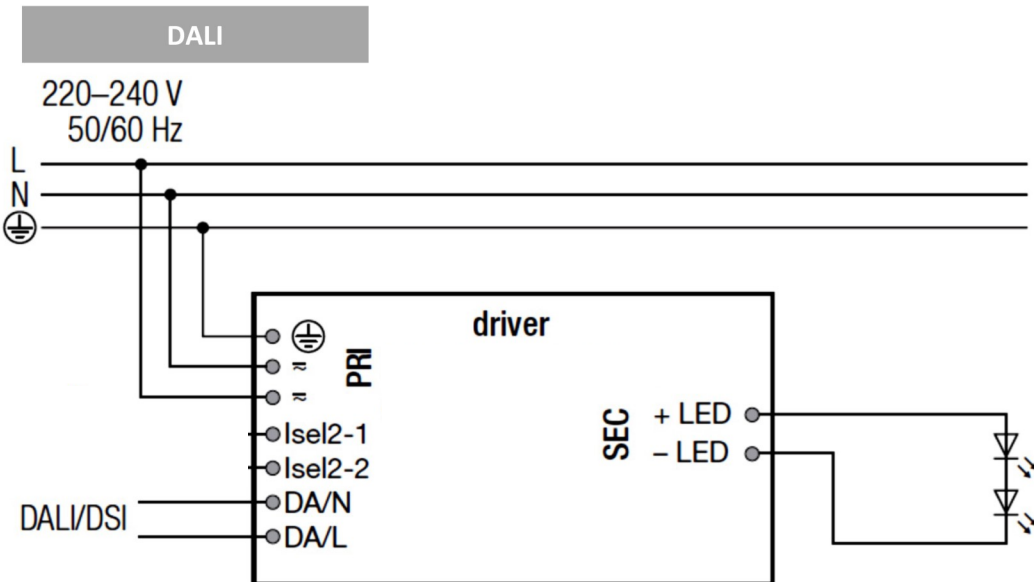 DALI
220–240 V
50/60 Hz
L
N
driver
PRI
≂
≂
Isel2-1
Isel2-2
DA/N
DA/L
DALI/DSI
SEC
+ LED
– LED